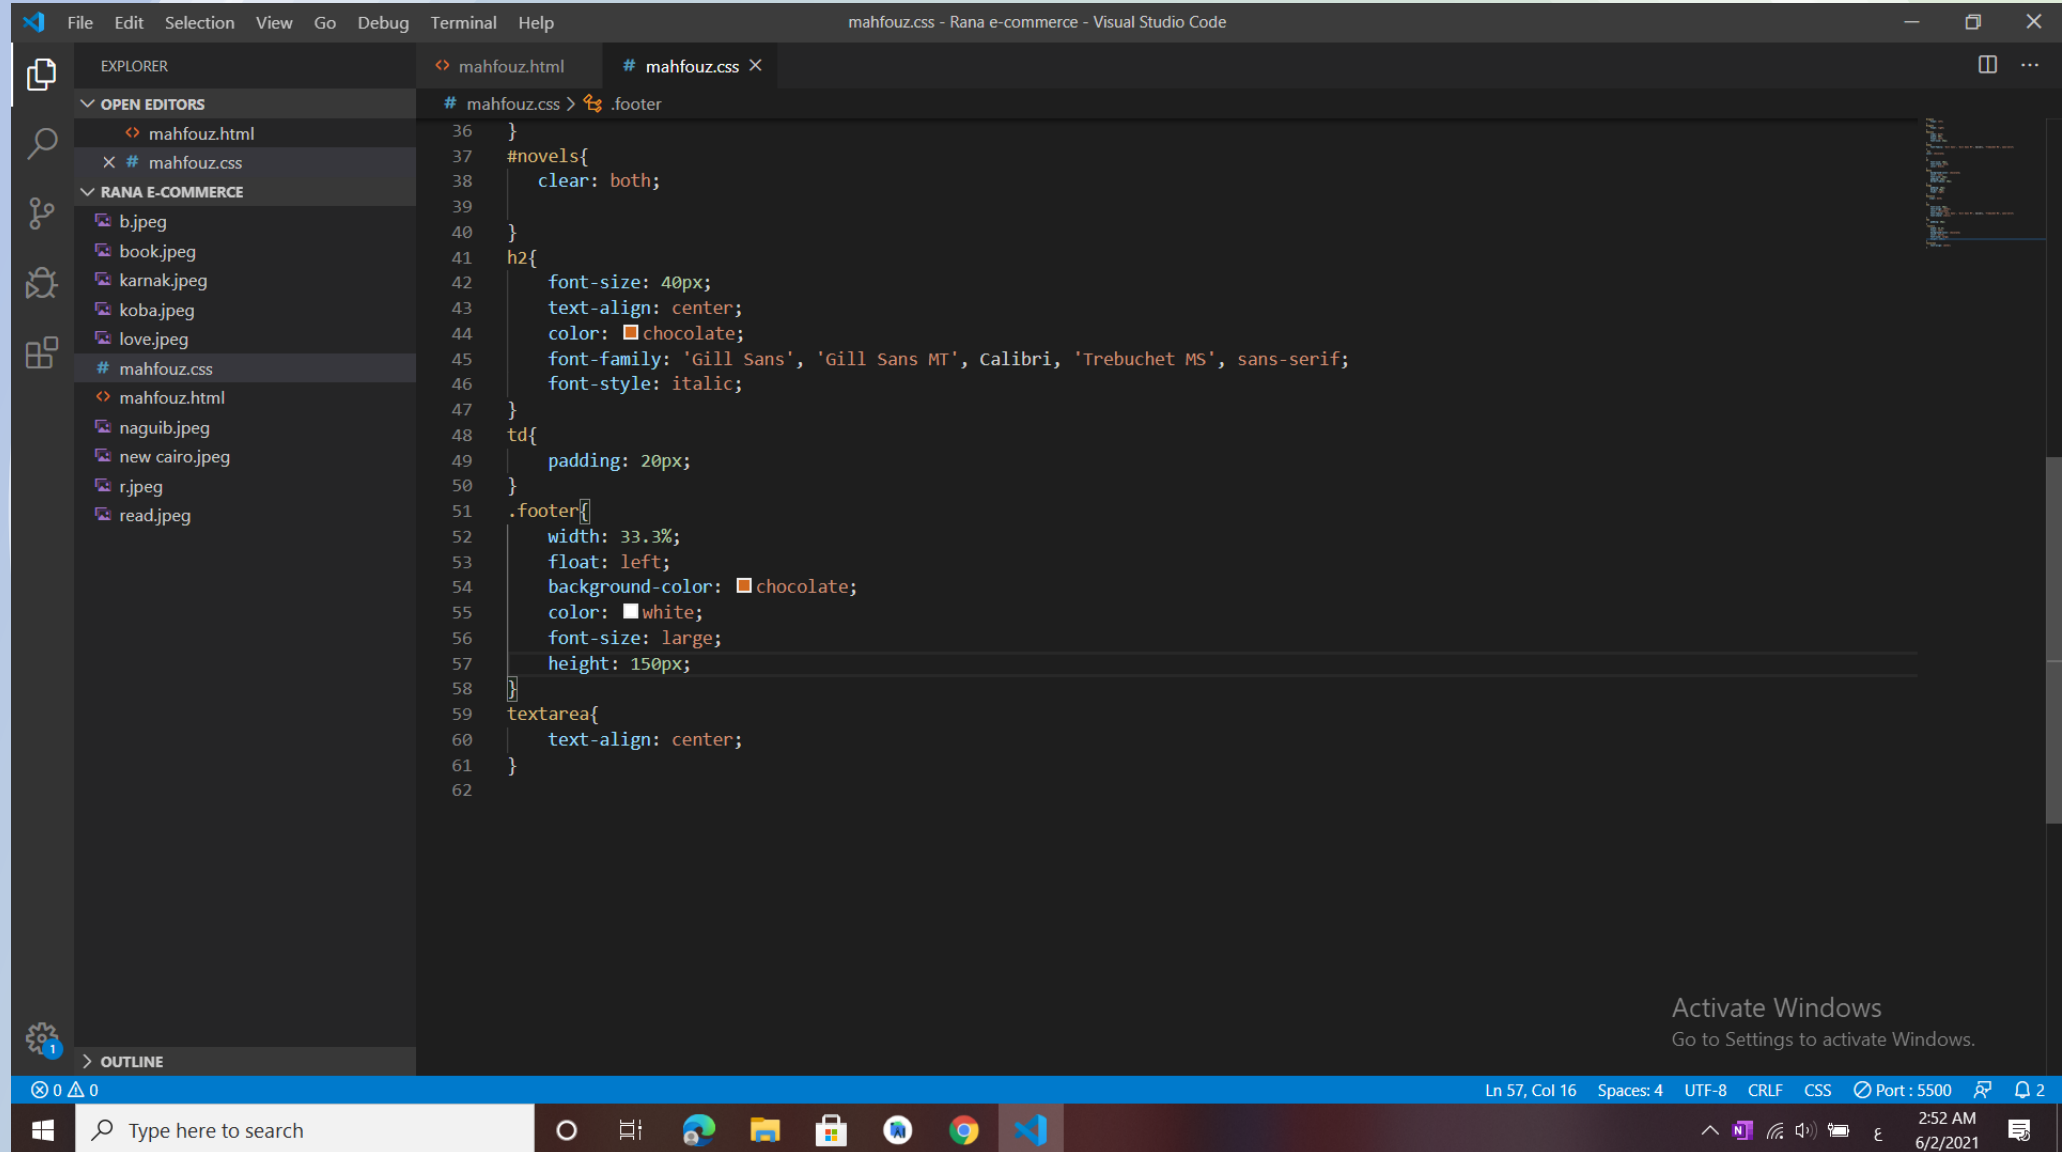 File Edit Selection View Go Debug Terminal Help
mahfouz.css - Rana e-commerce - Visual Studio Code
EXPLORER
OPEN EDITORS
mahfouz.html
mahfouz.css
RANA E-COMMERCE
b.jpeg
book.jpeg
karnak.jpeg
koba.jpeg
love.jpeg
mahfouz.css
mahfouz.html
naguib.jpeg
new cairo.jpeg
r.jpeg
read.jpeg
OUTLINE
mahfouz.html
# mahfouz.css
# mahfouz.css > .footer
36 }
37 #novels{
38 clear: both;
39
40 }
41 h2{
42 font-size: 40px;
43 text-align: center;
44 color: chocolate;
45 font-family: 'Gill Sans', 'Gill Sans MT', Calibri, 'Trebuchet MS', sans-serif;
46 font-style: italic;
47 }
48 td{
49 padding: 20px;
50 }
51 .footer{
52 width: 33.3%;
53 float: left;
54 background-color: chocolate;
55 color: white;
56 font-size: large;
57 height: 150px;
58 }
59 textarea{
60 text-align: center;
61 }
62
Activate Windows
Go to Settings to activate Windows.
1
0 0
Ln 57, Col 16 Spaces: 4 UTF-8 CRLF CSS Port : 5500 2
Type here to search
ع
2:52 AM
6/2/2021